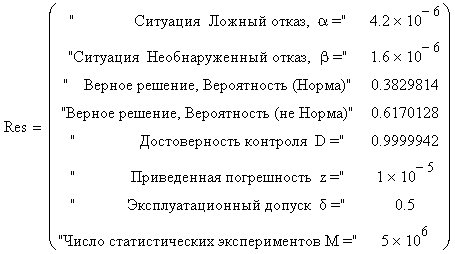 "Ситуация Ложный отказ, α =" 4.2 × 10⁻⁶
"Ситуация Необнаруженный отказ, β =" 1.6 × 10⁻⁶
"Верное решение, Вероятность (Норма)" 0.3829814
"Верное решение, Вероятность (не Норма)" 0.6170128
Res = " Достоверность контроля D =" 0.9999942
" Приведенная погрешность z =" 1 × 10⁻⁵
" Эксплуатационный допуск δ =" 0.5
"Число статистических экспериментов M =" 5 × 10⁶